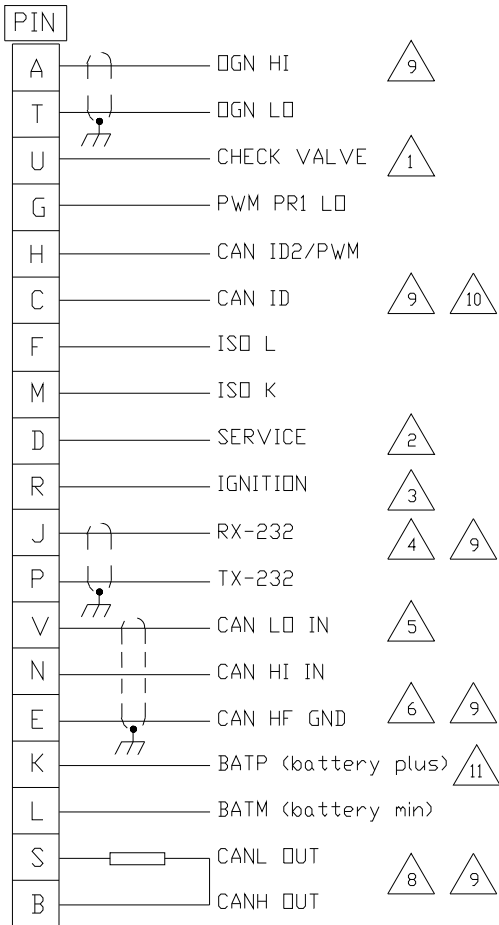 PIN
A OGN HI 9
T OGN LO
U CHECK VALVE 1
G PWM PR1 LO
H CAN ID2/PWM
C CAN ID 9 10
F ISO L
M ISO K
D SERVICE 2
R IGNITION 3
J RX-232 4 9
P TX-232
V CAN LO IN 5
N CAN HI IN
E CAN HF GND 6 9
K BATP (battery plus) 11
L BATM (battery min)
S CANL OUT
8 9
B CANH OUT